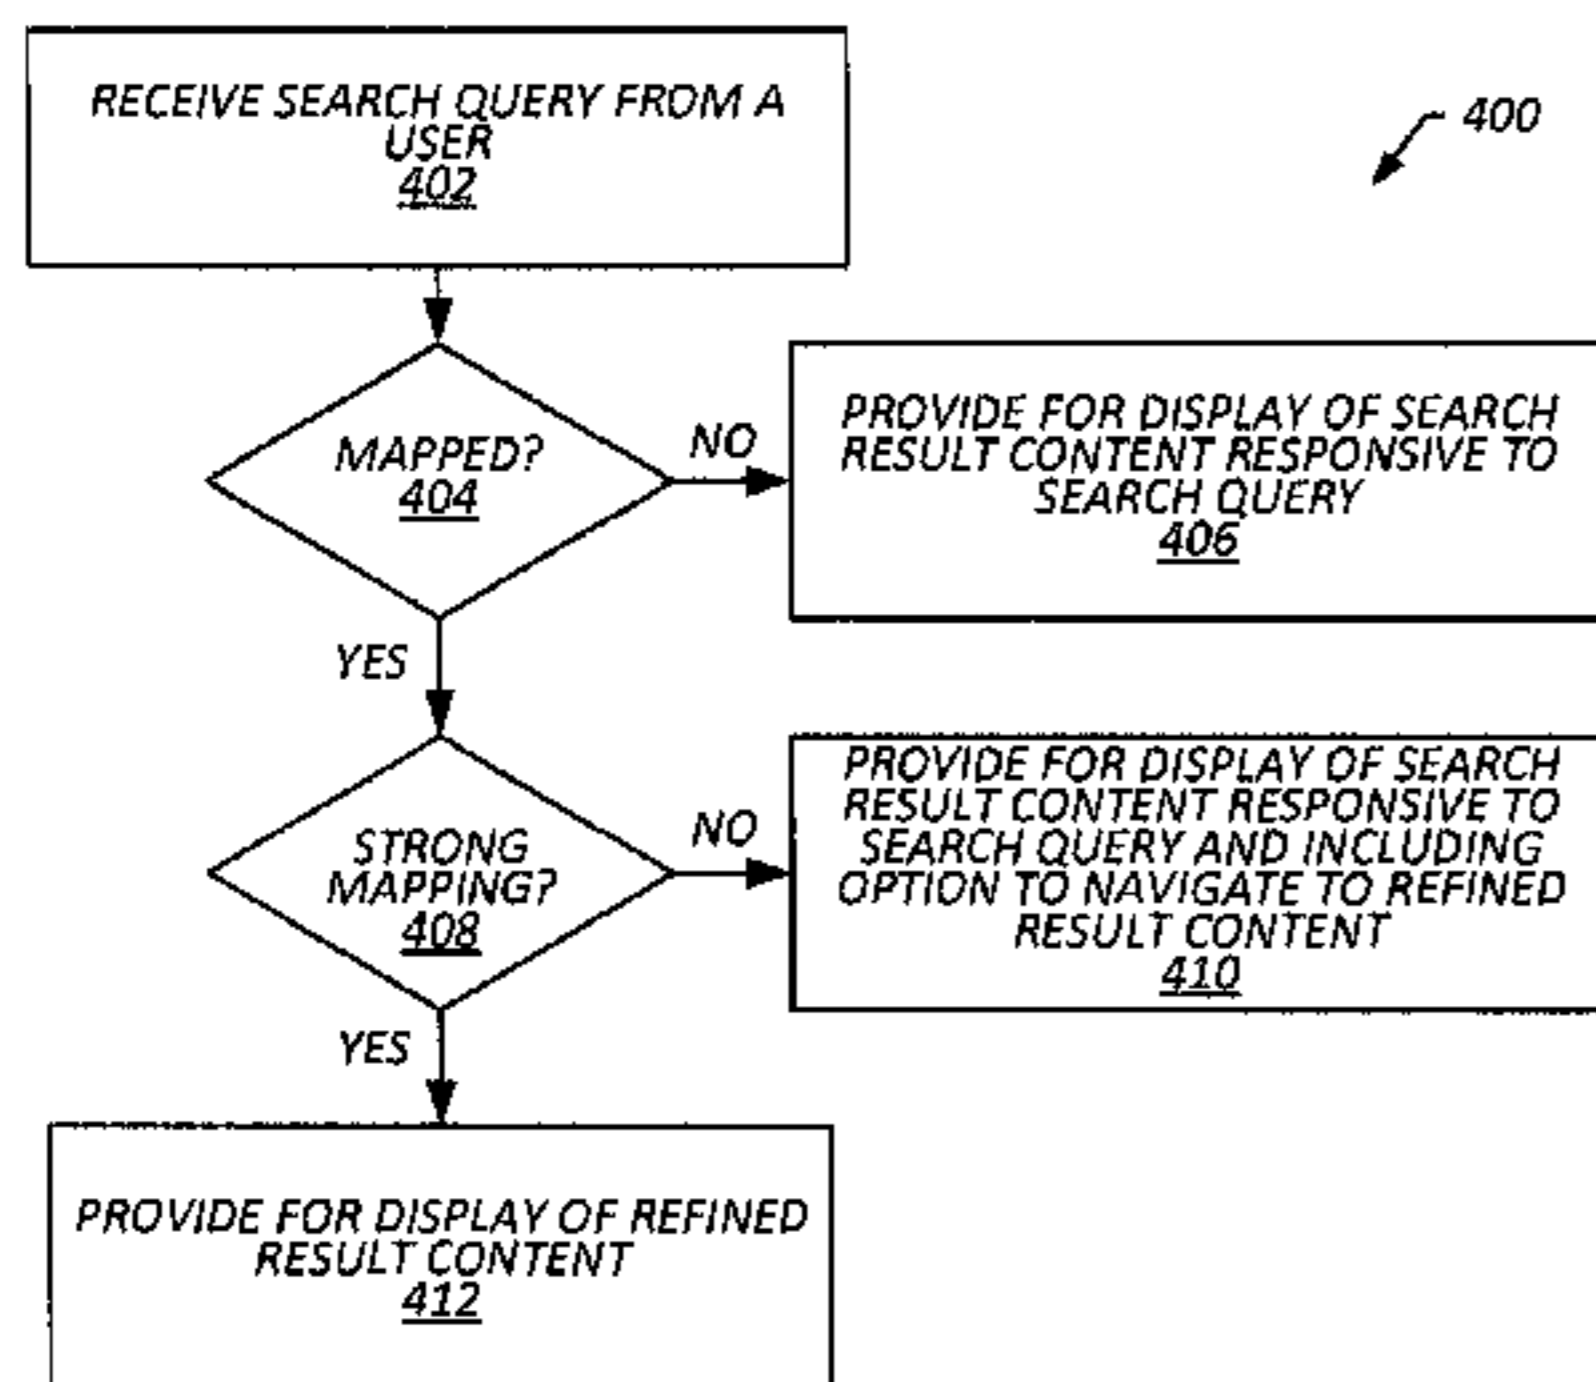 RECEIVE SEARCH QUERY FROM A
USER
402
400
MAPPED?
404
NO
PROVIDE FOR DISPLAY OF SEARCH
RESULT CONTENT RESPONSIVE TO
SEARCH QUERY
406
YES
STRONG
MAPPING?
408
NO
PROVIDE FOR DISPLAY OF SEARCH
RESULT CONTENT RESPONSIVE TO
SEARCH QUERY AND INCLUDING
OPTION TO NAVIGATE TO REFINED
RESULT CONTENT
410
YES
PROVIDE FOR DISPLAY OF REFINED
RESULT CONTENT
412